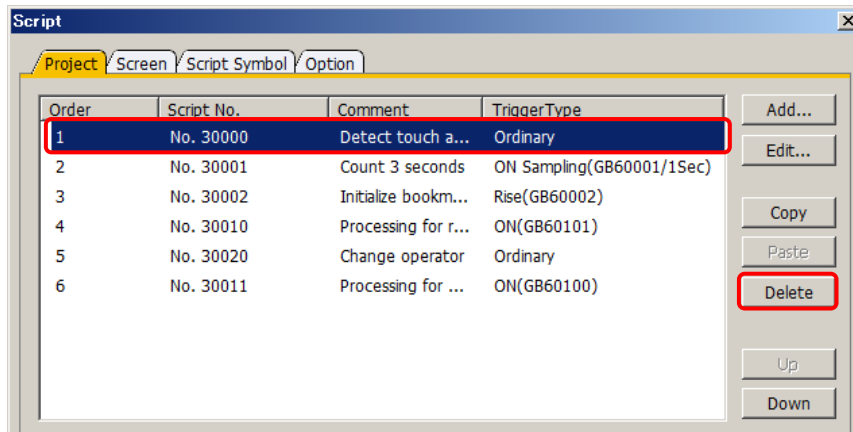 Script
Project Screen Script Symbol Option
Order Script No. Comment TriggerType
1 No. 30000 Detect touch a... Ordinary
2 No. 30001 Count 3 seconds ON Sampling(GB60001/1Sec)
3 No. 30002 Initialize bookm... Rise(GB60002)
4 No. 30010 Processing for r... ON(GB60101)
5 No. 30020 Change operator Ordinary
6 No. 30011 Processing for ... ON(GB60100)
Add...
Edit...
Copy
Paste
Delete
Up
Down